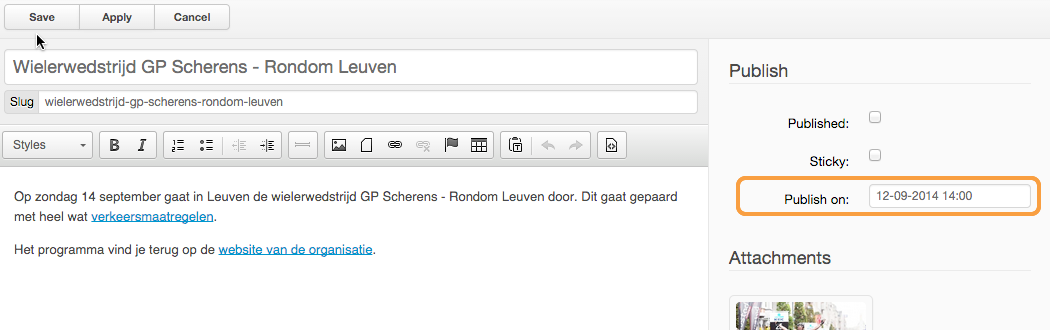 Save Apply Cancel
Wielerwedstrijd GP Scherens - Rondom Leuven
Slug wielerwedstrijd-gp-scherens-rondom-leuven
Styles B I
Op zondag 14 september gaat in Leuven de wielerwedstrijd GP Scherens - Rondom Leuven door. Dit gaat gepaard
met heel wat verkeersmaatregelen.
Het programma vind je terug op de website van de organisatie.
Publish
Published:
Sticky:
Publish on: 12-09-2014 14:00
Attachments